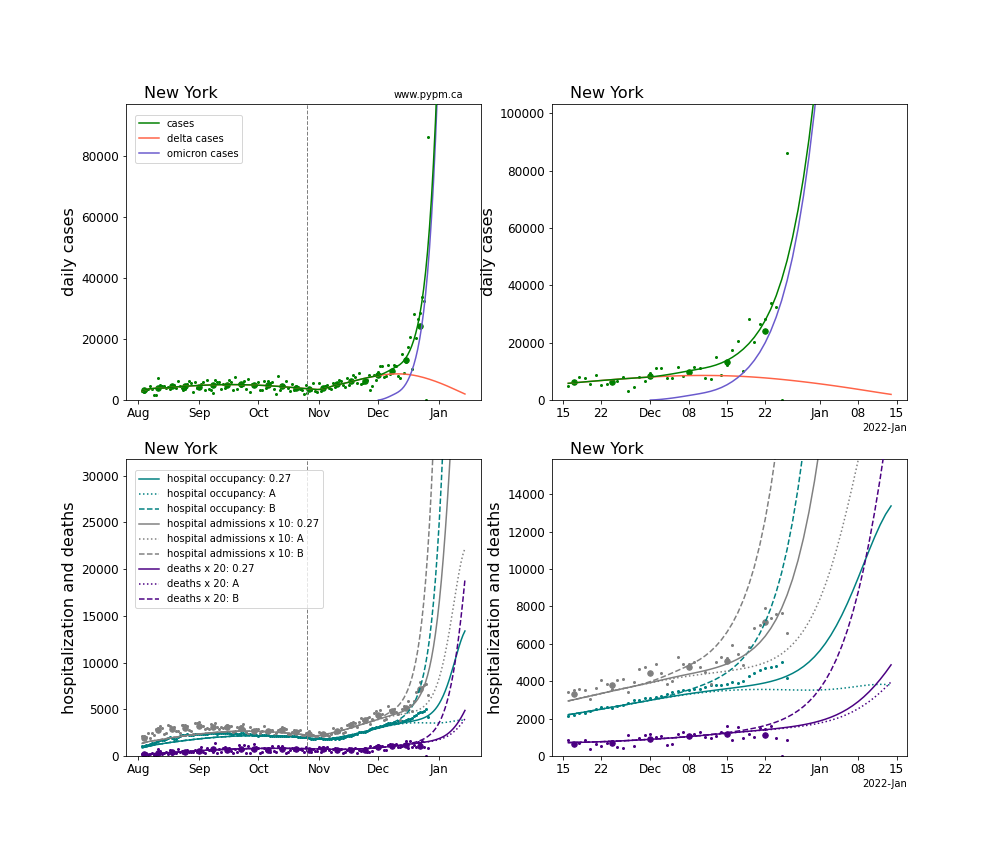 New York
www.pypm.ca
cases
delta cases
omicron cases
daily cases
80000
60000
40000
20000
0
Aug Sep Oct Nov Dec Jan
New York
daily cases
100000
80000
60000
40000
20000
0
15 22 Dec 08 15 22 Jan 08 15
2022-Jan
New York
hospital occupancy: 0.27
hospital occupancy: A
hospital occupancy: B
hospital admissions x 10: 0.27
hospital admissions x 10: A
hospital admissions x 10: B
deaths x 20: 0.27
deaths x 20: A
deaths x 20: B
hospitalization and deaths
30000
25000
20000
15000
10000
5000
0
Aug Sep Oct Nov Dec Jan
New York
hospitalization and deaths
14000
12000
10000
8000
6000
4000
2000
0
15 22 Dec 08 15 22 Jan 08 15
2022-Jan